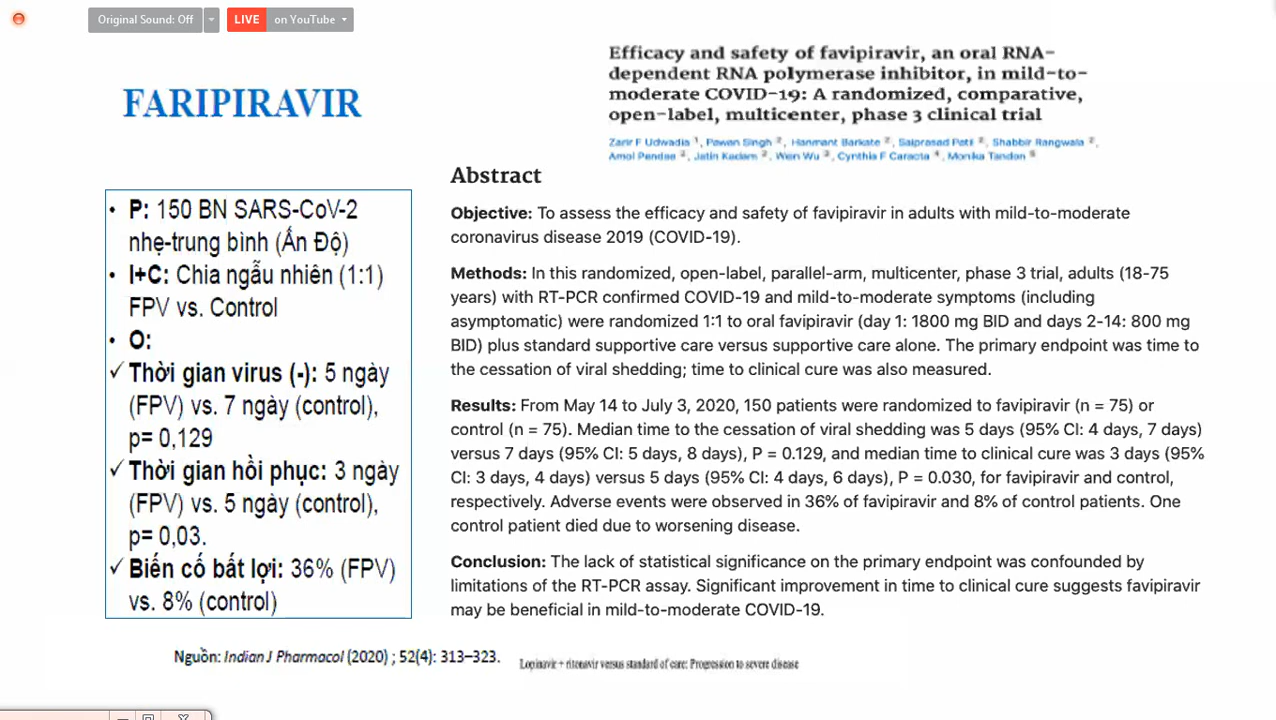 Original Sound: Off
LIVE on YouTube
FARIPIRAVIR
• P: 150 BN SARS-CoV-2
nhẹ-trung bình (Ấn Độ)
• I+C: Chia ngẫu nhiên (1:1)
FPV vs. Control
• O:
✓ Thời gian virus (-): 5 ngày
(FPV) vs. 7 ngày (control),
p= 0,129
✓ Thời gian hồi phục: 3 ngày
(FPV) vs. 5 ngày (control),
p= 0,03.
✓ Biến cố bất lợi: 36% (FPV)
vs. 8% (control)
Efficacy and safety of favipiravir, an oral RNA-
dependent RNA polymerase inhibitor, in mild-to-
moderate COVID-19: A randomized, comparative,
open-label, multicenter, phase 3 clinical trial
Zarir F Udwadia 1, Pawan Singh 2, Hanmant Barkate 2, Saiprasad Patil 2, Shabbir Rangwala 2,
Amol Pendse 2, Jatin Kadam 2, Wen Wu 3, Cynthia F Caracta 4, Monika Tandon 5
Abstract
Objective: To assess the efficacy and safety of favipiravir in adults with mild-to-moderate
coronavirus disease 2019 (COVID-19).
Methods: In this randomized, open-label, parallel-arm, multicenter, phase 3 trial, adults (18-75
years) with RT-PCR confirmed COVID-19 and mild-to-moderate symptoms (including
asymptomatic) were randomized 1:1 to oral favipiravir (day 1: 1800 mg BID and days 2-14: 800 mg
BID) plus standard supportive care versus supportive care alone. The primary endpoint was time to
the cessation of viral shedding; time to clinical cure was also measured.
Results: From May 14 to July 3, 2020, 150 patients were randomized to favipiravir (n = 75) or
control (n = 75). Median time to the cessation of viral shedding was 5 days (95% CI: 4 days, 7 days)
versus 7 days (95% CI: 5 days, 8 days), P = 0.129, and median time to clinical cure was 3 days (95%
CI: 3 days, 4 days) versus 5 days (95% CI: 4 days, 6 days), P = 0.030, for favipiravir and control,
respectively. Adverse events were observed in 36% of favipiravir and 8% of control patients. One
control patient died due to worsening disease.
Conclusion: The lack of statistical significance on the primary endpoint was confounded by
limitations of the RT-PCR assay. Significant improvement in time to clinical cure suggests favipiravir
may be beneficial in mild-to-moderate COVID-19.
Nguồn: Indian J Pharmacol (2020) ; 52(4): 313–323.
Lopinavir + ritonavir versus standard of care: Progression to severe disease